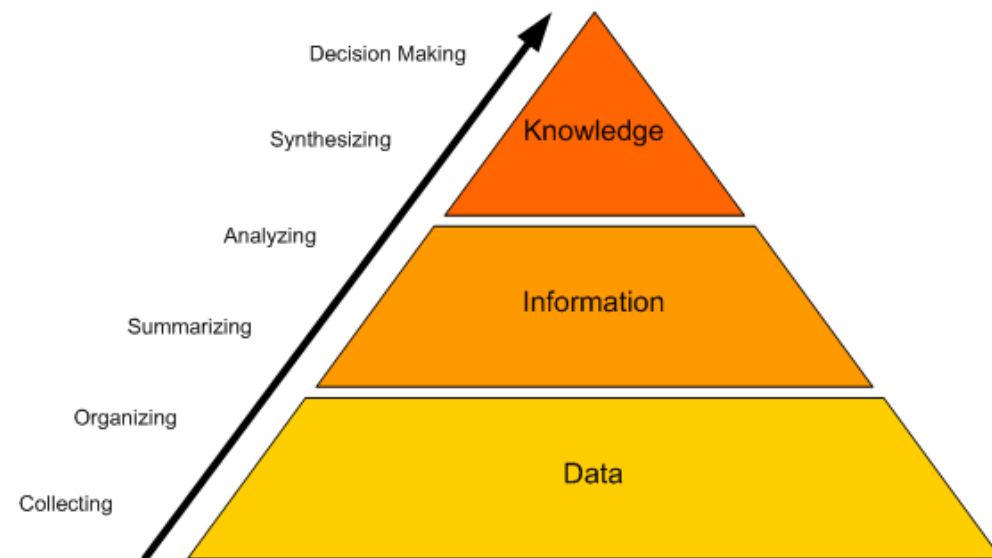 Decision Making
Synthesizing
Knowledge
Analyzing
Information
Summarizing
Organizing
Data
Collecting